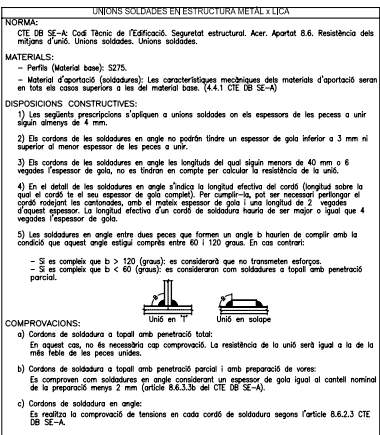 UNIONS SOLDADES EN ESTRUCTURA METÀL x LICA
NORMA:
CTE DB SE-A: Codi Tècnic de l'Edificació. Seguretat estructural. Acer. Apartat 8.6. Resistència dels
mitjans d'unió. Unions soldades. Unions soldades.
MATERIALS:
- Perfils (Material base): S275.
- Material d'aportació (soldadures): Les característiques mecàniques dels materials d'aportació seran
en tots els casos superiors a les del material base. (4.4.1 CTE DB SE-A)
DISPOSICIONS CONSTRUCTIVES:
1) Les següents prescripcions s'apliquen a unions soldades on els espessors de les peces a unir
siguin almenys de 4 mm.
2) Els cordons de les soldadures en angle no podrán tindre un espessor de gola inferior a 3 mm ni
superior al menor espessor de les peces a unir.
3) Els cordons de les soldadures en angle les longituds del qual siguin menors de 40 mm o 6
vegades l'espessor de gola, no es tindran en compte per calcular la resistència de la unió.
4) En el detall de les soldadures en angle s'indica la longitud efectiva del cordó (longitud sobre la
qual el cordó te el seu espessor de gola complet). Per cumplir-la, pot ser necessari perllongar el
cordó rodejant les cantonades, amb el mateix espessor de gola i una longitud de 2 vegades
d'aquest espessor. La longitud efectiva d'un cordó de soldadura hauria de ser major o igual que 4
vegades l'espessor de gola.
5) Les soldadures en angle entre dues peces que formen un angle b haurien de complir amb la
condició que aquest angle estigui comprès entre 60 i 120 graus. En cas contrari:
- Si es compleix que b > 120 (graus): es considerarà que no transmeten esforços.
- Si es compleix que b < 60 (graus): es consideraran com soldadures a topall amb penetració
parcial.
Unió en 'T' Unió en solape
COMPROVACIONS:
a) Cordons de soldadura a topall amb penetració total:
En aquest cas, no és necessària cap comprovació. La resistència de la unió serà igual a la de la
més feble de les peces unides.
b) Cordons de soldadura a topall amb penetració parcial i amb preparació de vores:
Es comproven com soldadures en angle considerant un espessor de gola igual al cantell nominal
de la preparació menys 2 mm (article 8.6.3.3b del CTE DB SE-A).
c) Cordons de soldadura en angle:
Es realitza la comprovació de tensions en cada cordó de soldadura segons l'article 8.6.2.3 CTE
DB SE-A.